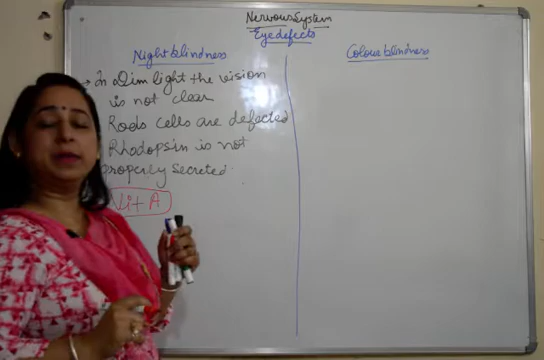 Nervous System
Eye defects
Night blindness
→ In Dim light the vision
is not clear
Rods cells are defected
Rhodopsin is not
properly secreted.
Vit A
Colour blindness